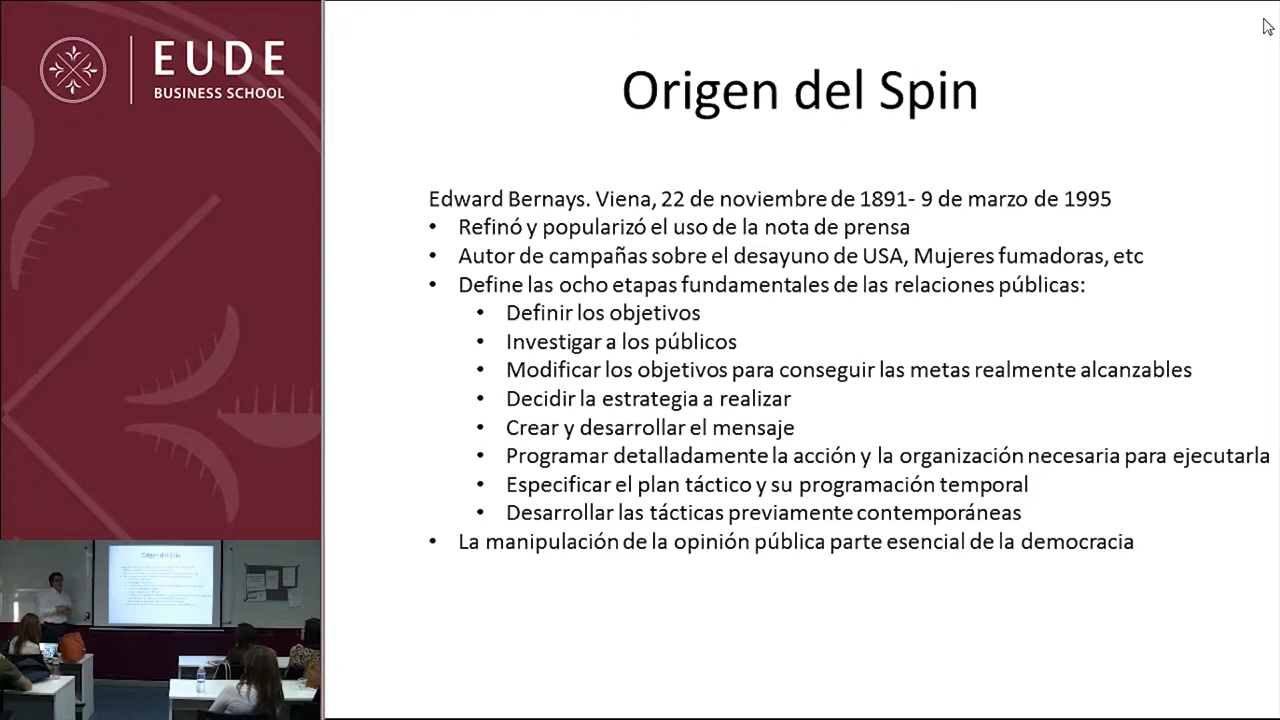 EUDE
BUSINESS SCHOOL
Origen del Spin
Edward Bernays. Viena, 22 de noviembre de 1891- 9 de marzo de 1995
• Refinó y popularizó el uso de la nota de prensa
• Autor de campañas sobre el desayuno de USA, Mujeres fumadoras, etc
• Define las ocho etapas fundamentales de las relaciones públicas:
• Definir los objetivos
• Investigar a los públicos
• Modificar los objetivos para conseguir las metas realmente alcanzables
• Decidir la estrategia a realizar
• Crear y desarrollar el mensaje
• Programar detalladamente la acción y la organización necesaria para ejecutarla
• Especificar el plan táctico y su programación temporal
• Desarrollar las tácticas previamente contemporáneas
• La manipulación de la opinión pública parte esencial de la democracia
Origen del Spin